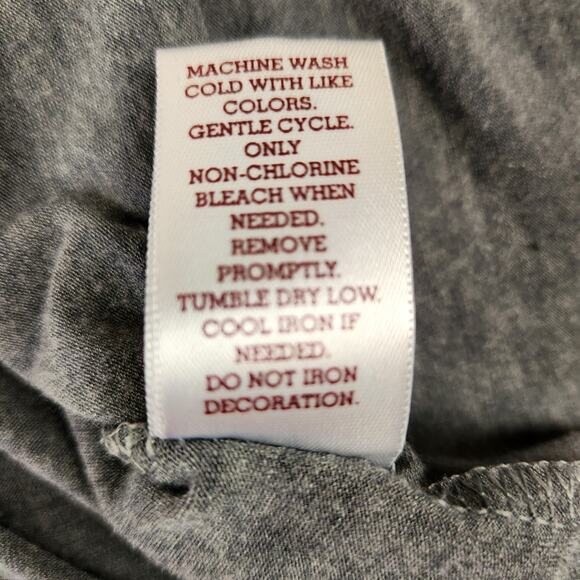 MACHINE WASH
COLD WITH LIKE
COLORS.
GENTLE CYCLE.
ONLY
NON-CHLORINE
BLEACH WHEN
NEEDED.
REMOVE
PROMPTLY.
TUMBLE DRY LOW.
COOL IRON IF
NEEDED.
DO NOT IRON
DECORATION.